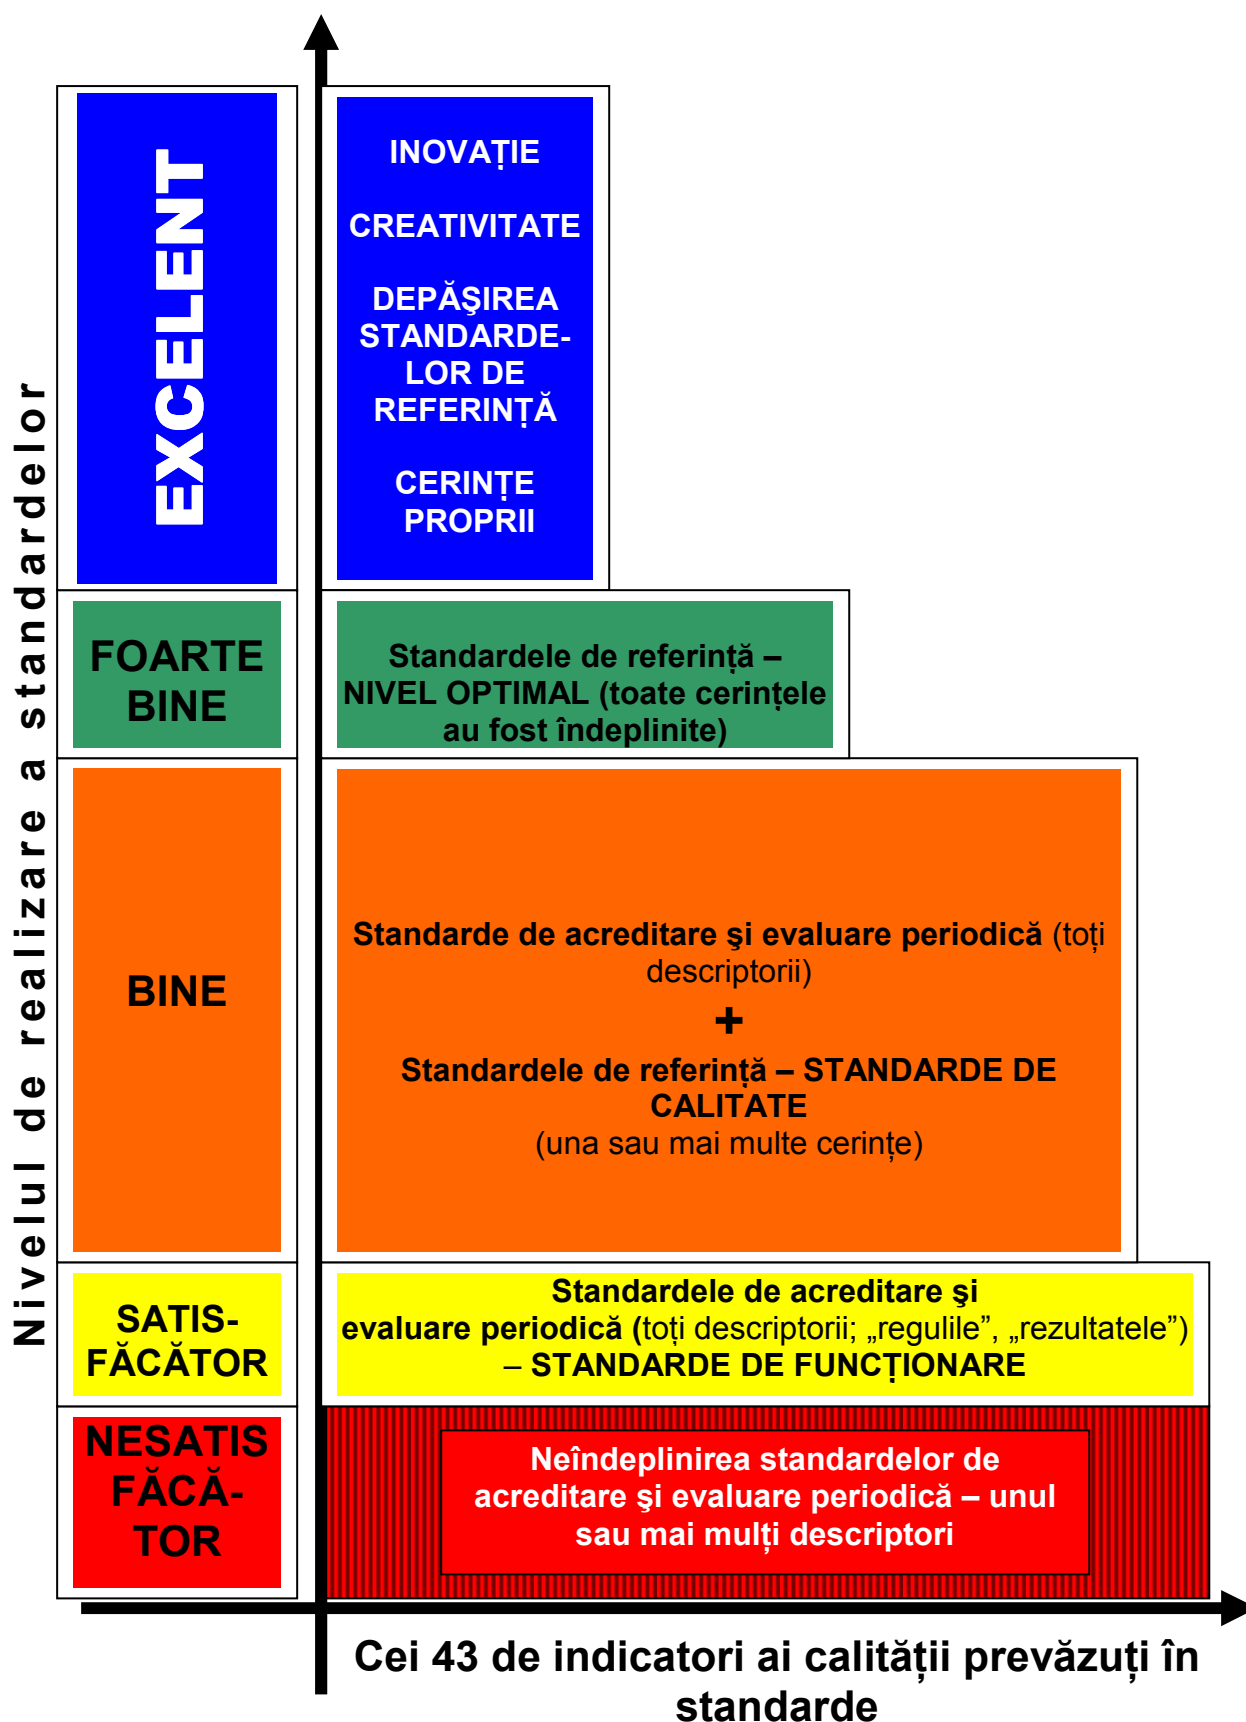 Nivelul de realizare a standardelor
EXCELENT
INOVAȚIE
CREATIVITATE
DEPĂŞIREA
STANDARDE-
LOR DE
REFERINȚĂ
CERINȚE
PROPRII
FOARTE
BINE
Standardele de referință –
NIVEL OPTIMAL (toate cerințele
au fost îndeplinite)
BINE
Standarde de acreditare şi evaluare periodică (toți
descriptorii)
+
Standardele de referință – STANDARDE DE
CALITATE
(una sau mai multe cerințe)
SATIS-
FĂCĂTOR
Standardele de acreditare şi
evaluare periodică (toți descriptorii; „regulile”, „rezultatele”)
– STANDARDE DE FUNCȚIONARE
NESATIS
FĂCĂ-
TOR
Neîndeplinirea standardelor de
acreditare şi evaluare periodică – unul
sau mai mulți descriptori
Cei 43 de indicatori ai calității prevăzuți în
standarde